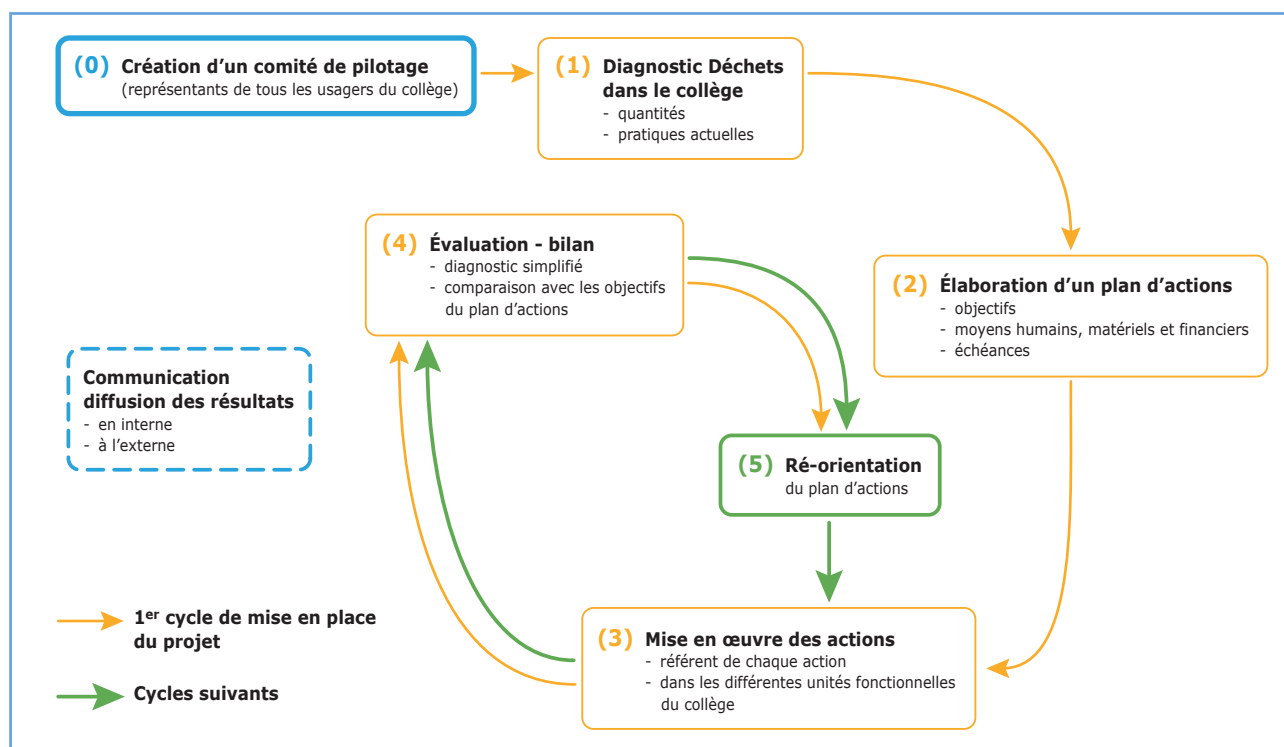 (0) Création d'un comité de pilotage
(représentants de tous les usagers du collège)
(1) Diagnostic Déchets
dans le collège
- quantités
- pratiques actuelles
(4) Évaluation - bilan
- diagnostic simplifié
- comparaison avec les objectifs
du plan d'actions
(2) Élaboration d'un plan d'actions
- objectifs
- moyens humains, matériels et financiers
- échéances
Communication
diffusion des résultats
- en interne
- à l'externe
(5) Ré-orientation
du plan d'actions
1er cycle de mise en place
du projet
Cycles suivants
(3) Mise en œuvre des actions
- référent de chaque action
- dans les différentes unités fonctionnelles
du collège